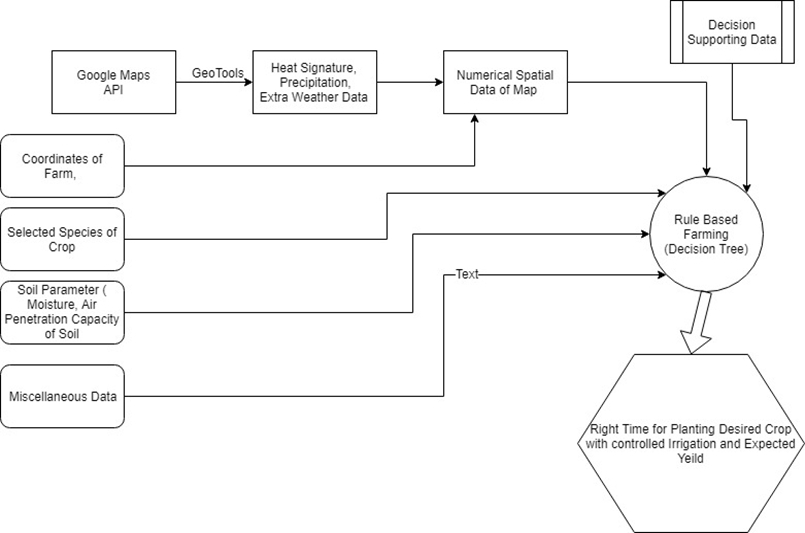 Decision
Supporting Data
Google Maps
API
GeoTools
Heat Signature,
Precipitation,
Extra Weather Data
Numerical Spatial
Data of Map
Coordinates of
Farm,
Selected Species of
Crop
Rule Based
Farming
(Decision Tree)
Soil Parameter (
Moisture, Air
Penetration Capacity
of Soil
Text
Miscellaneous Data
Right Time for Planting Desired Crop
with controlled Irrigation and Expected
Yeild